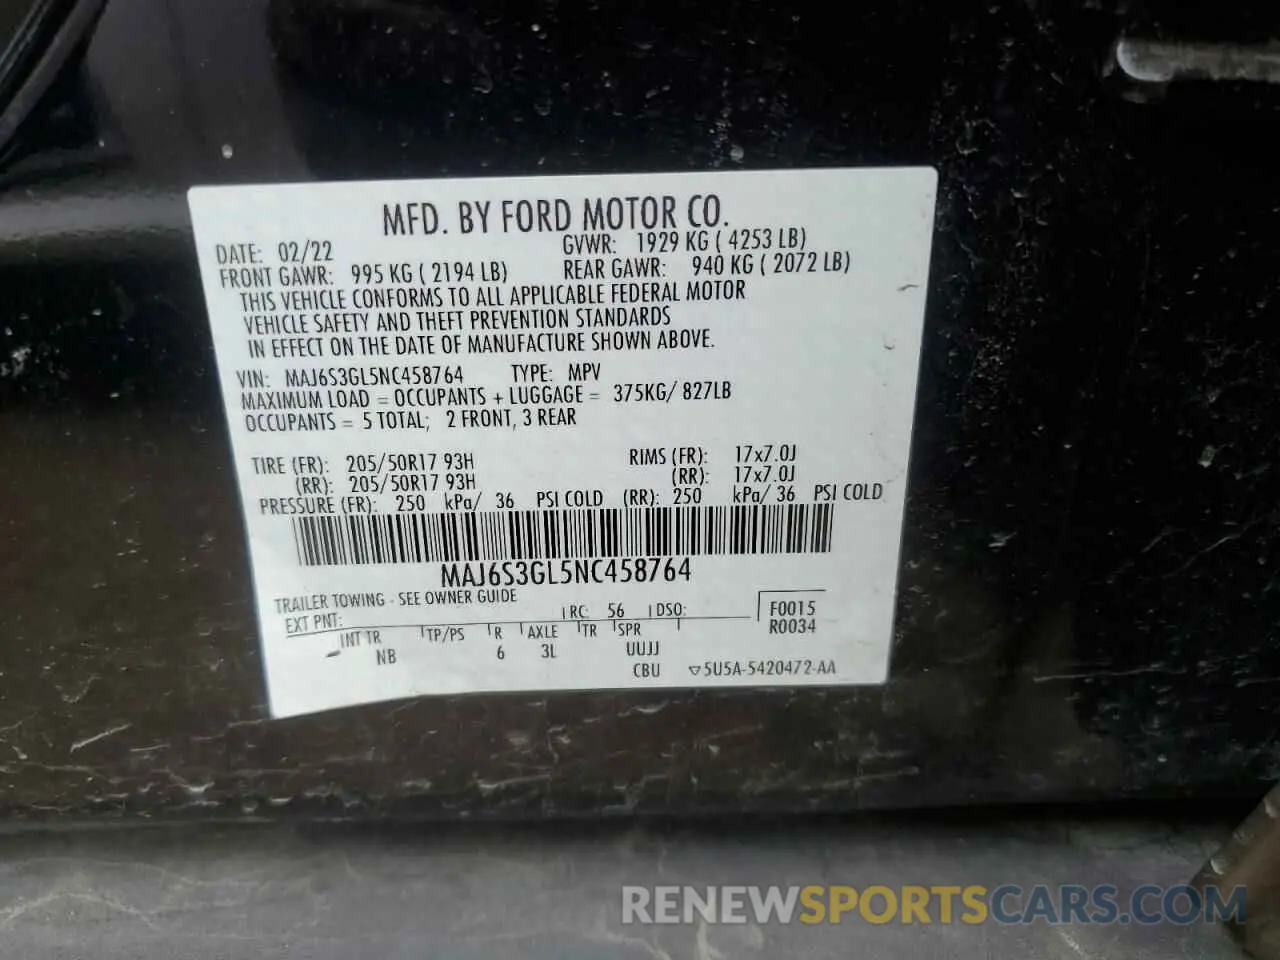 MFD. BY FORD MOTOR CO.
DATE: 02/22 GVWR: 1929 KG ( 4253 LB)
FRONT GAWR: 995 KG ( 2194 LB) REAR GAWR: 940 KG ( 2072 LB)
THIS VEHICLE CONFORMS TO ALL APPLICABLE FEDERAL MOTOR
VEHICLE SAFETY AND THEFT PREVENTION STANDARDS
IN EFFECT ON THE DATE OF MANUFACTURE SHOWN ABOVE.
VIN: MAJ6S3GL5NC458764 TYPE: MPV
MAXIMUM LOAD = OCCUPANTS + LUGGAGE = 375KG/ 827LB
OCCUPANTS = 5 TOTAL; 2 FRONT, 3 REAR
TIRE (FR): 205/50R17 93H RIMS (FR): 17x7.0J
(RR): 205/50R17 93H (RR): 17x7.0J
PRESSURE (FR): 250 kPa/ 36 PSI COLD (RR): 250 kPa/ 36 PSI COLD
MAJ6S3GL5NC458764
TRAILER TOWING - SEE OWNER GUIDE
EXT PNT: RC: 56 DSO: F0015
R0034
INT TR TP/PS R AXLE TR SPR
NB 6 3L UUJJ
CBU 5U5A-5420472-AA
RENEWSPORTSCARS.COM